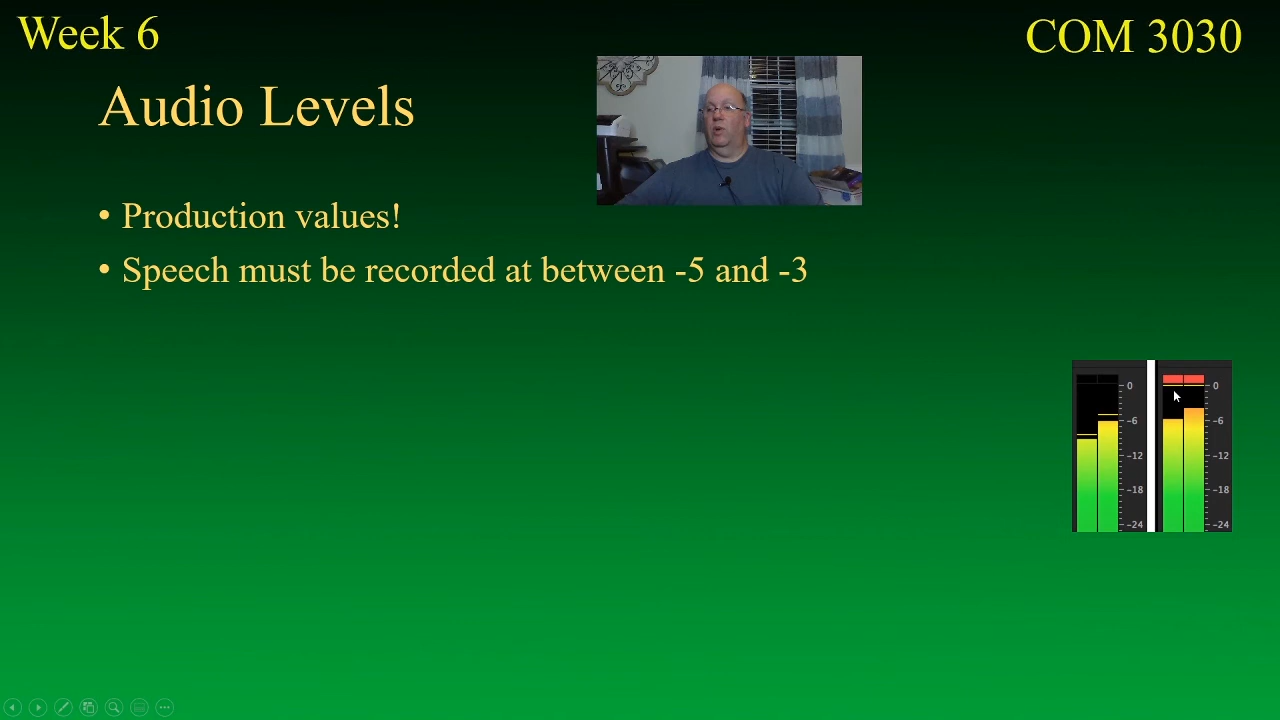 Week 6
COM 3030
Audio Levels
• Production values!
• Speech must be recorded at between -5 and -3
0
-6
-12
-18
-24
0
-6
-12
-18
-24